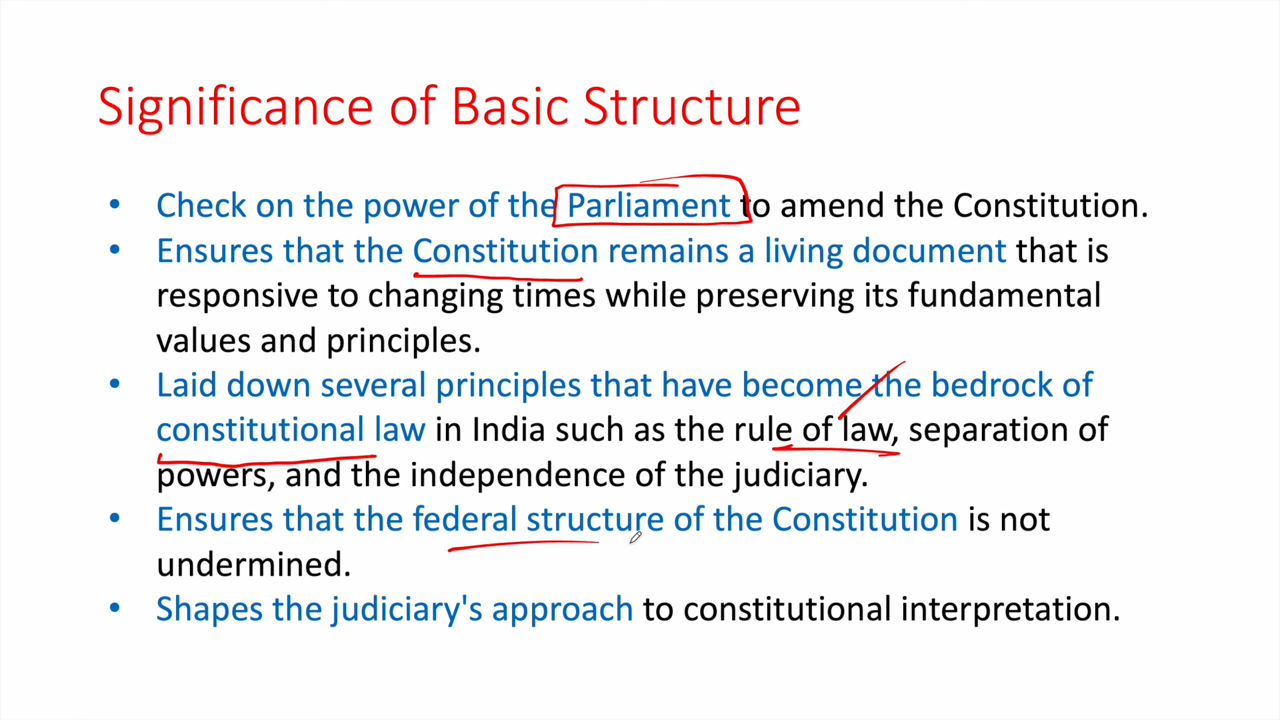 Significance of Basic Structure
• Check on the power of the Parliament to amend the Constitution.
• Ensures that the Constitution remains a living document that is
responsive to changing times while preserving its fundamental
values and principles.
• Laid down several principles that have become the bedrock of
constitutional law in India such as the rule of law, separation of
powers, and the independence of the judiciary.
• Ensures that the federal structure of the Constitution is not
undermined.
• Shapes the judiciary's approach to constitutional interpretation.